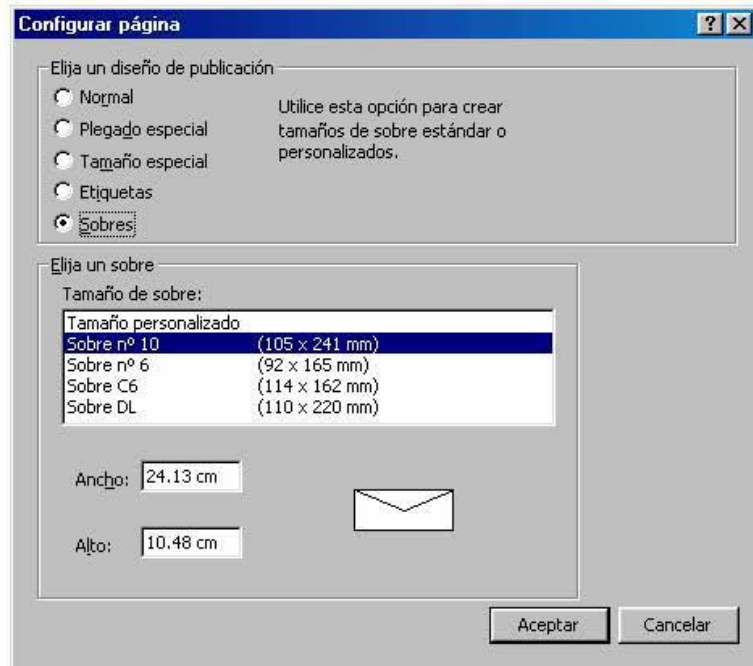 Configurar página
Elija un diseño de publicación
Normal
Plegado especial
Tamaño especial
Etiquetas
Sobres
Utilice esta opción para crear
tamaños de sobre estándar o
personalizados.
Elija un sobre
Tamaño de sobre:
Tamaño personalizado
Sobre nº 10 (105 x 241 mm)
Sobre nº 6 (92 x 165 mm)
Sobre C6 (114 x 162 mm)
Sobre DL (110 x 220 mm)
Ancho: 24.13 cm
Alto: 10.48 cm
Aceptar Cancelar